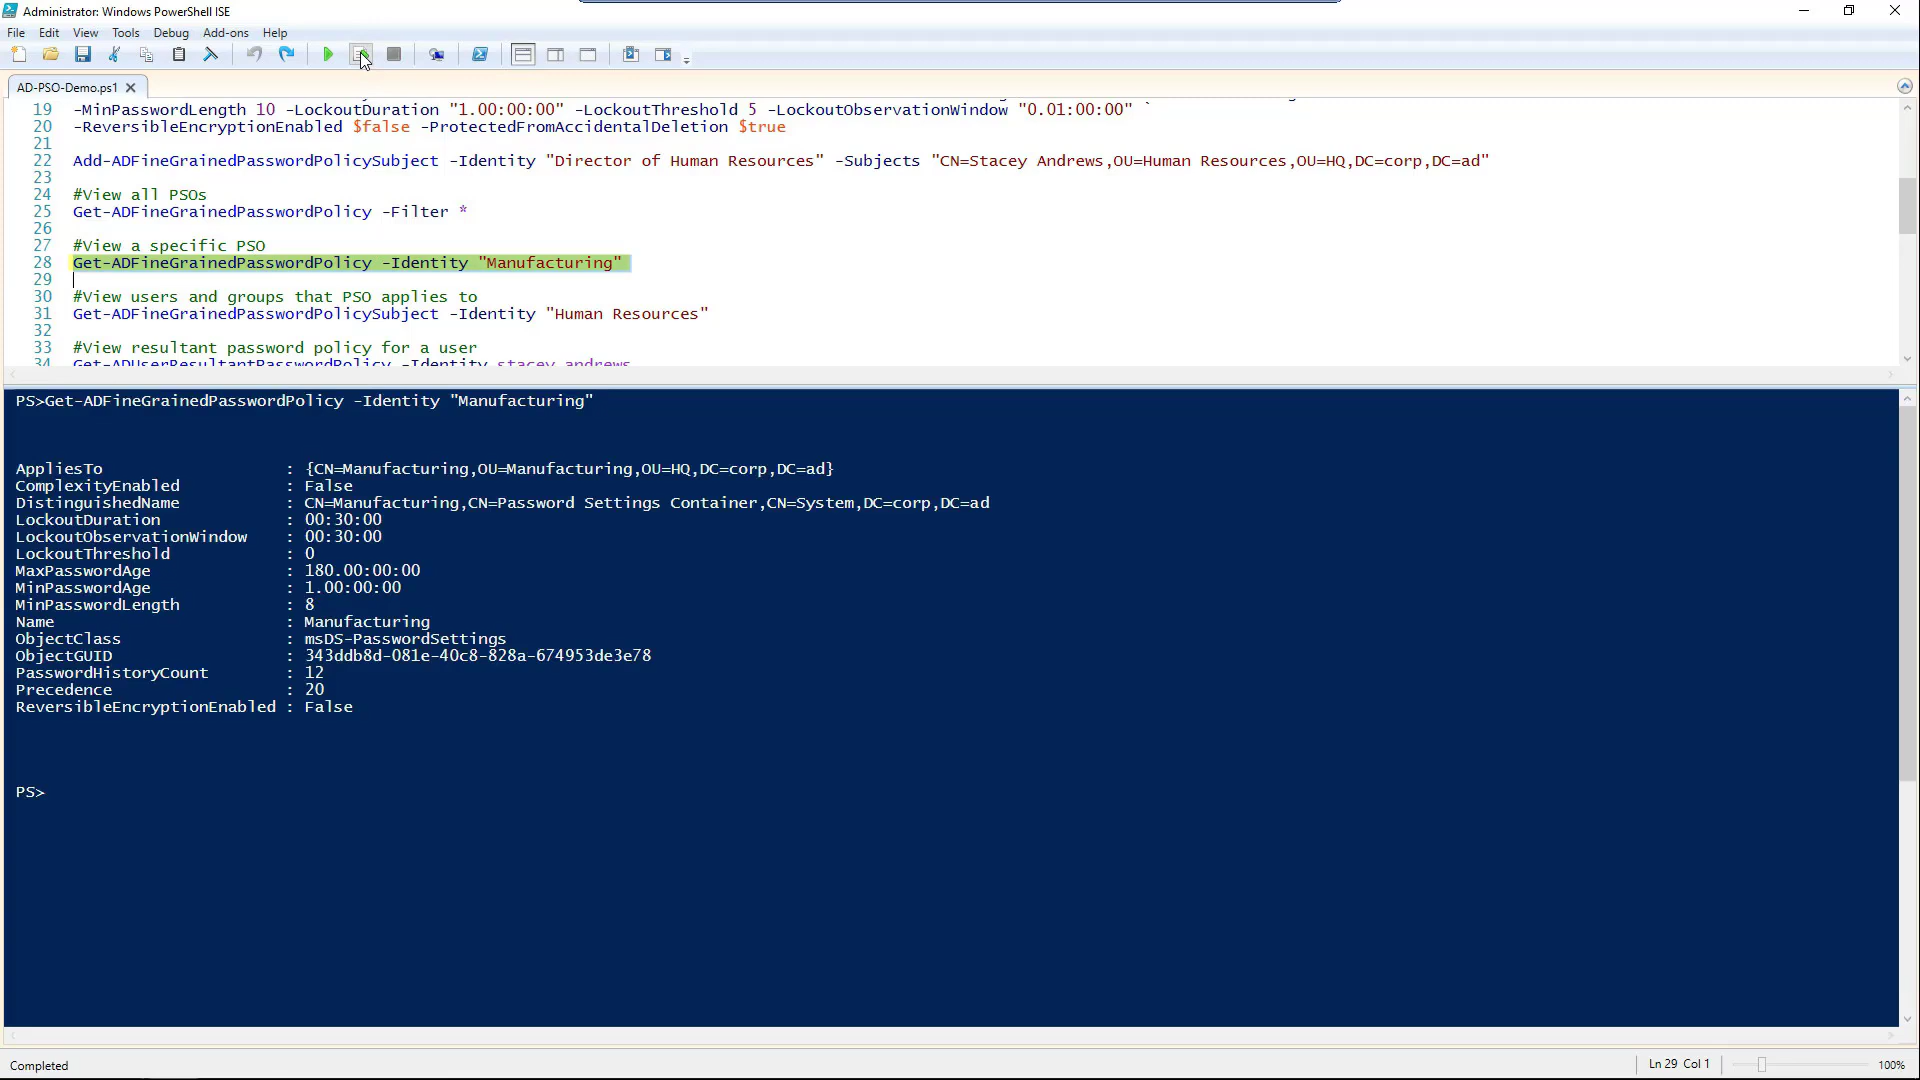 Administrator: Windows PowerShell ISE
File Edit View Tools Debug Add-ons Help
AD-PSO-Demo.ps1
19 -MinPasswordLength 10 -LockoutDuration "1.00:00:00" -LockoutThreshold 5 -LockoutObservationWindow "0.01:00:00" `
20 -ReversibleEncryptionEnabled $false -ProtectedFromAccidentalDeletion $true
21
22 Add-ADFineGrainedPasswordPolicySubject -Identity "Director of Human Resources" -Subjects "CN=Stacey Andrews,OU=Human Resources,OU=HQ,DC=corp,DC=ad"
23
24 #View all PSOs
25 Get-ADFineGrainedPasswordPolicy -Filter *
26
27 #View a specific PSO
28 Get-ADFineGrainedPasswordPolicy -Identity "Manufacturing"
29
30 #View users and groups that PSO applies to
31 Get-ADFineGrainedPasswordPolicySubject -Identity "Human Resources"
32
33 #View resultant password policy for a user
34 Get-ADUserResultantPasswordPolicy -Identity stacey.andrews
PS>Get-ADFineGrainedPasswordPolicy -Identity "Manufacturing"
AppliesTo : {CN=Manufacturing,OU=Manufacturing,OU=HQ,DC=corp,DC=ad}
ComplexityEnabled : False
DistinguishedName : CN=Manufacturing,CN=Password Settings Container,CN=System,DC=corp,DC=ad
LockoutDuration : 00:30:00
LockoutObservationWindow : 00:30:00
LockoutThreshold : 0
MaxPasswordAge : 180.00:00:00
MinPasswordAge : 1.00:00:00
MinPasswordLength : 8
Name : Manufacturing
ObjectClass : msDS-PasswordSettings
ObjectGUID : 343ddb8d-081e-40c8-828a-674953de3e78
PasswordHistoryCount : 12
Precedence : 20
ReversibleEncryptionEnabled : False
PS>
Completed
Ln 29 Col 1
100%